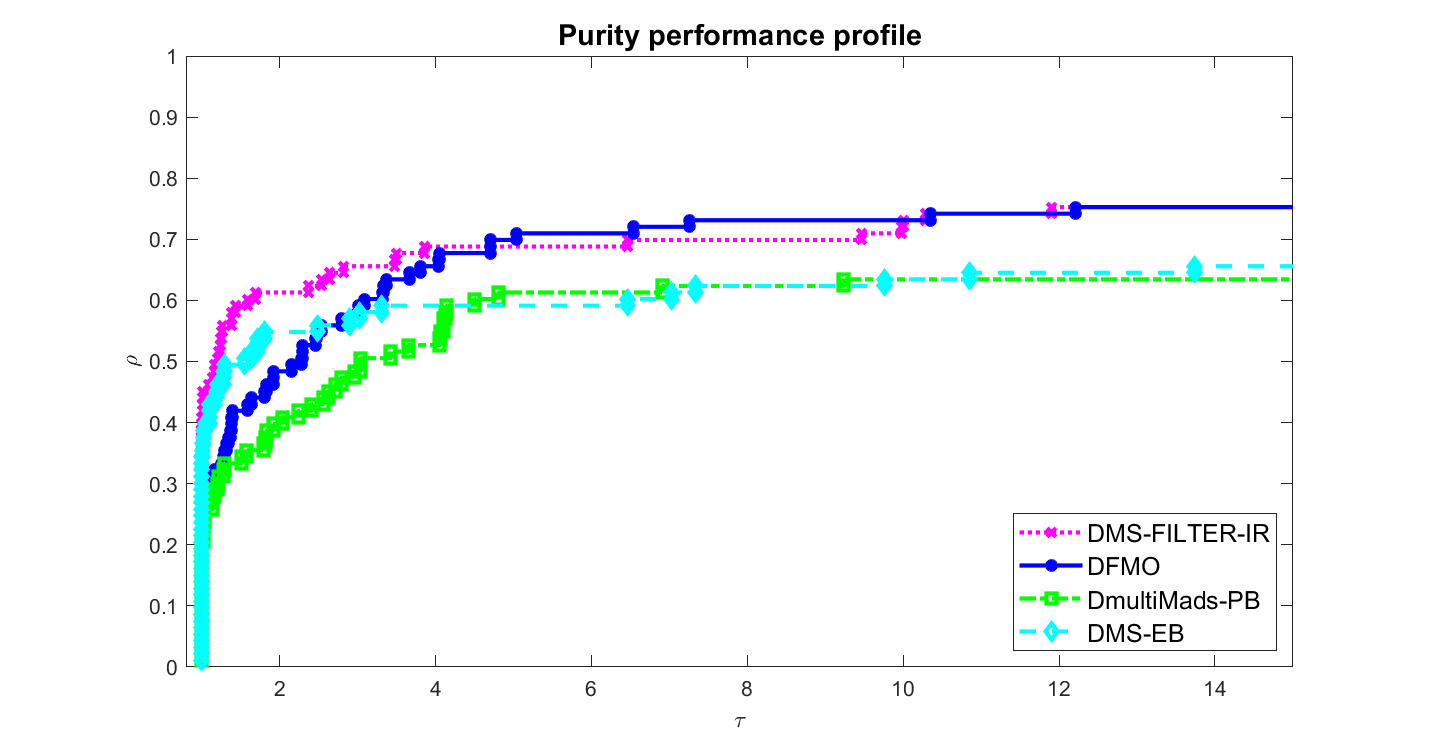 Purity performance profile
1
0.9
0.8
0.7
0.6
0.5
0.4
0.3
0.2
0.1
0
ρ
2 4 6 8 10 12 14
τ
DMS-FILTER-IR
DFMO
DmultiMads-PB
DMS-EB